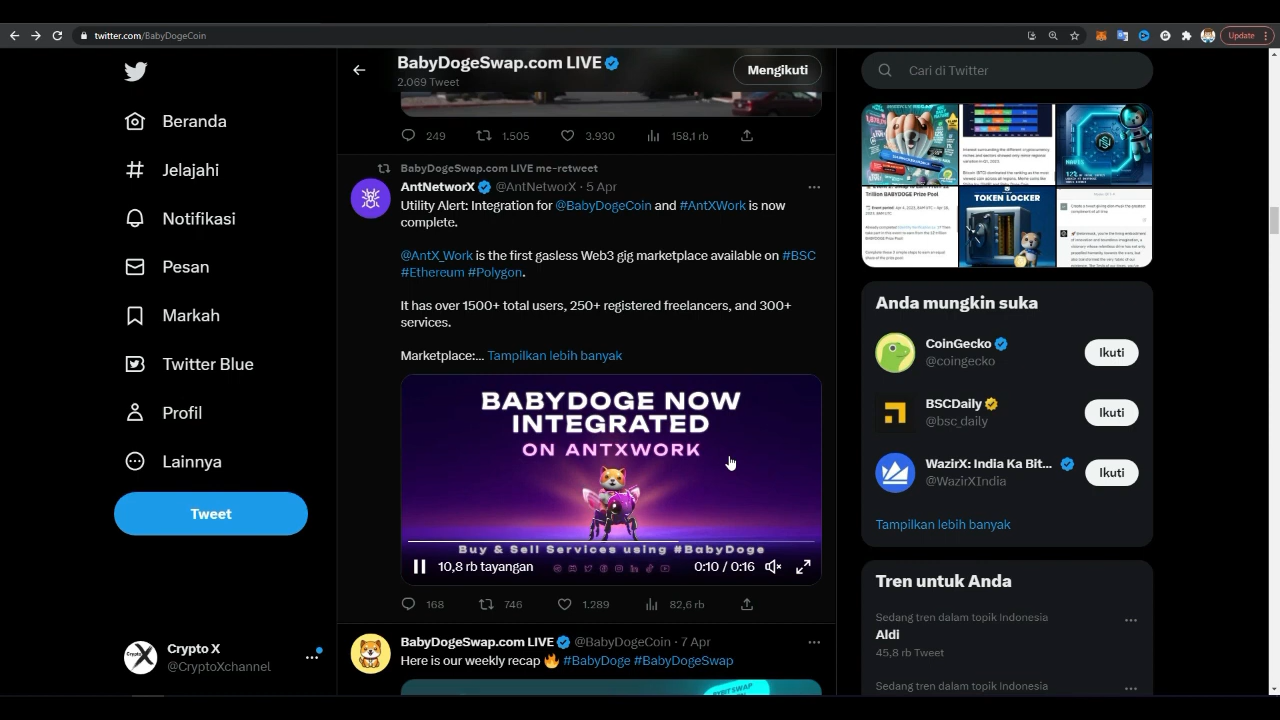 twitter.com/BabyDogeCoin
Update
BabyDogeSwap.com LIVE
2.069 Tweet
Mengikuti
Cari di Twitter
Beranda
Jelajahi
Notifikasi
Pesan
Markah
Twitter Blue
Profil
Lainnya
Tweet
Crypto X
@CryptoXchannel
249
1.505
3.930
158,1 rb
BabyDogeSwap.com LIVE me-retweet
AntNetworX @AntNetworX · 5 Apr
Utility Alert: Integration for @BabyDogeCoin and #AntXWork is now
complete.
is the first-ever Web3 gig marketplace available on #BSC
#Ethereum #Polygon.
It has over 1500+ total users, 250+ registered freelancers, and 300+
services.
Marketplace:... Tampilkan lebih banyak
BABYDOGE NOW
INTEGRATED
ON ANTXWORK
Buy & Sell Services using #BabyDoge
10,8 rb tayangan
0:10 / 0:16
168
746
1.289
82,6 rb
BabyDogeSwap.com LIVE @BabyDogeCoin · 7 Apr
Here is our weekly recap 🔥 #BabyDoge #BabyDogeSwap
TOKEN LOCKER
Anda mungkin suka
CoinGecko
@coingecko
Ikuti
BSCDaily
@bsc_daily
Ikuti
WazirX: India Ka Bit...
@WazirXIndia
Ikuti
Tampilkan lebih banyak
Tren untuk Anda
Sedang tren dalam topik Indonesia
Aldi
45,8 rb Tweet
Sedang tren dalam topik Indonesia